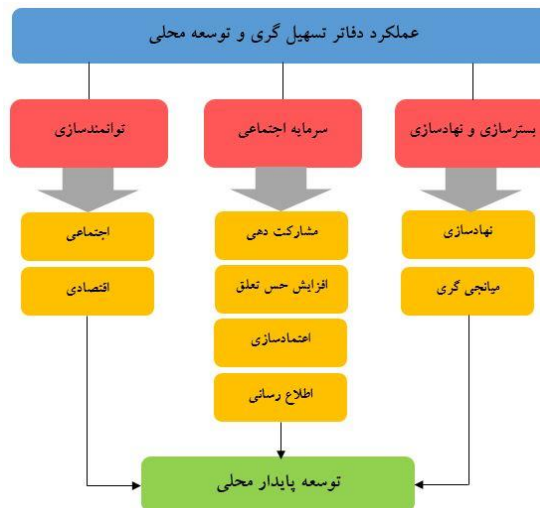 عملکرد دفاتر تسهیل گری و توسعه محلی
بسترسازی و نهادسازی
سرمایه اجتماعی
توانمندسازی
نهادسازی
میانجی گری
مشارکت دهی
افزایش حس تعلق
اعتمادسازی
اطلاع رسانی
اجتماعی
اقتصادی
توسعه پایدار محلی